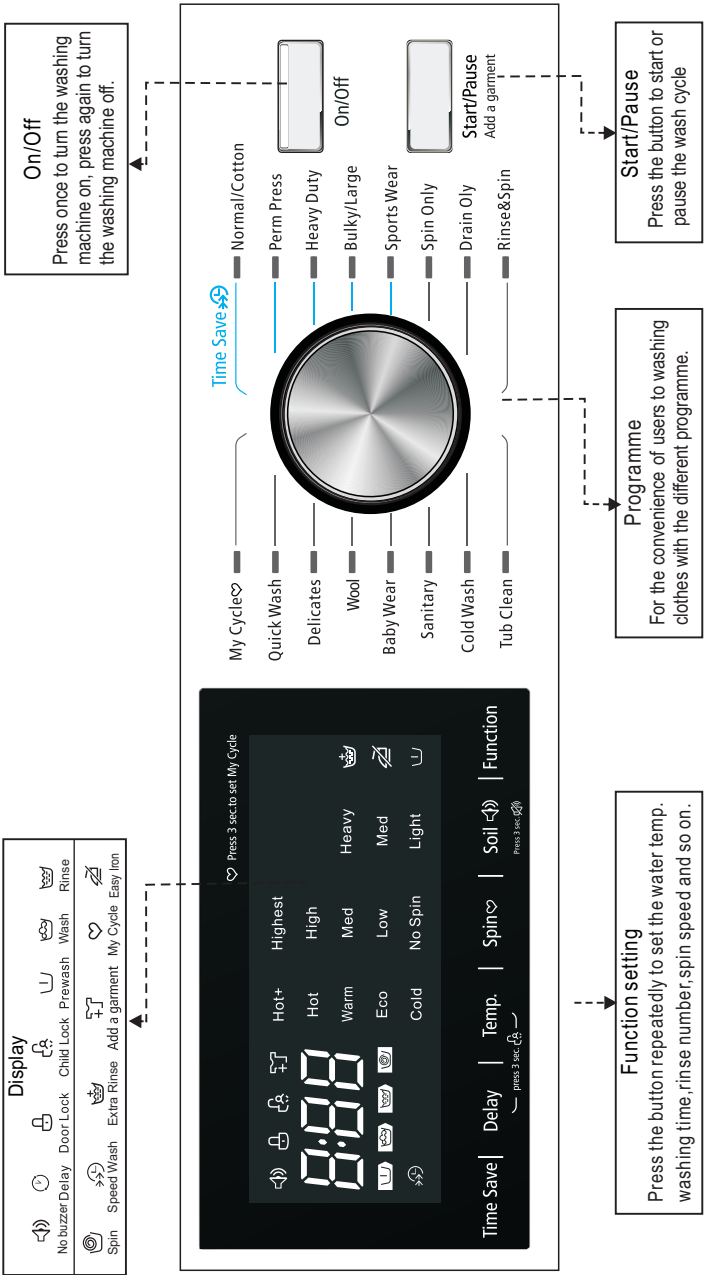 Display
No buzzer Delay Door Lock Child Lock Prewash Wash Rinse
Spin Speed Wash Extra Rinse Add a garment My Cycle Easy Iron
On/Off
Press once to turn the washing
machine on, press again to turn
the washing machine off.
♡ Press 3 sec.to set My Cycle
8:88
Hot+
Hot
Warm
Eco
Cold
Highest
High
Med
Low
No Spin
Heavy
Med
Light
Time Save | Delay | Temp. | Spin♡ | Soil | Function
press 3 sec.
Press 3 sec.
My Cycle♡
Quick Wash
Delicates
Wool
Baby Wear
Sanitary
Cold Wash
Tub Clean
Time Save
Normal/Cotton
Perm Press
Heavy Duty
Bulky/Large
Sports Wear
Spin Only
Drain Oly
Rinse&Spin
On/Off
Start/Pause
Add a garment
Function setting
Press the button repeatedly to set the water temp.
washing time,rinse number,spin speed and so on.
Programme
For the convenience of users to washing
clothes with the different programme.
Start/Pause
Press the button to start or
pause the wash cycle